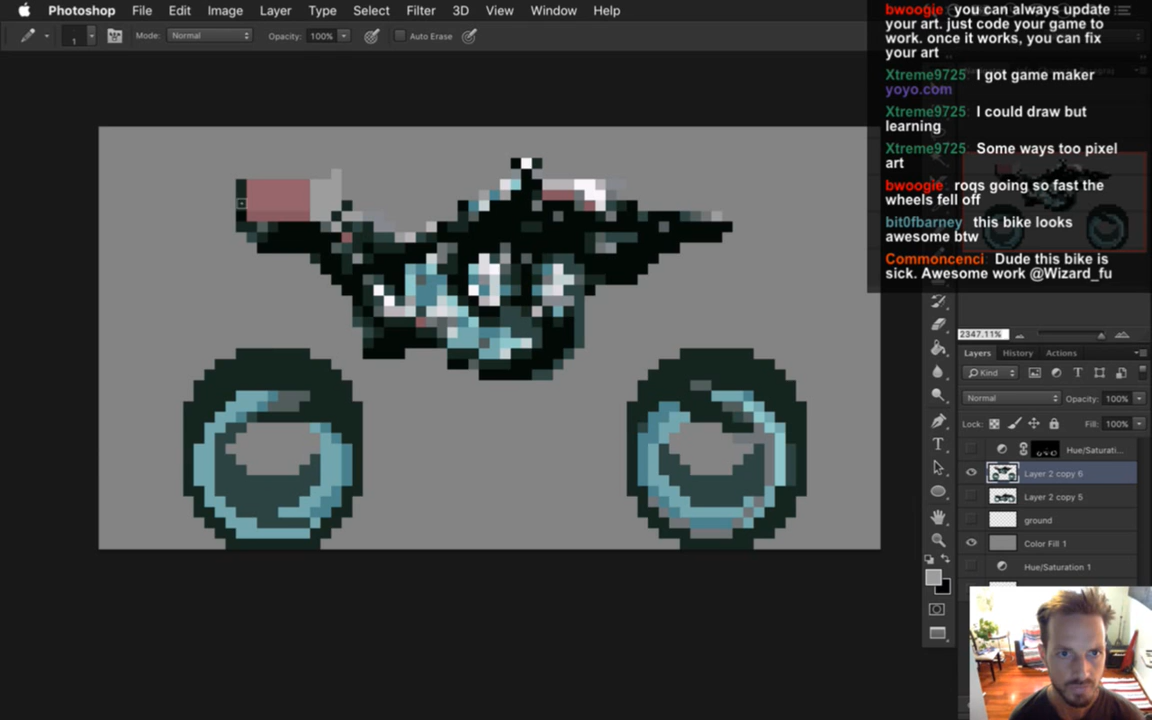 Photoshop File Edit Image Layer Type Select Filter 3D View Window Help
1 Mode: Normal Opacity: 100% Auto Erase
bwoogie: you can always update
your art. just code your game to
work. once it works, you can fix
your art
Xtreme9725: I got game maker
yoyo.com
Xtreme9725: I could draw but
learning
Xtreme9725: Some ways too pixel
art
bwoogie: roqs going so fast the
wheels fell off
bit0fbarney: this bike looks
awesome btw
Commoncenci: Dude this bike is
sick. Awesome work @Wizard_fu
2347.11%
Layers History Actions
Kind
Normal Opacity: 100%
Lock: Fill: 100%
Hue/Saturati...
Layer 2 copy 6
Layer 2 copy 5
ground
Color Fill 1
Hue/Saturation 1
T